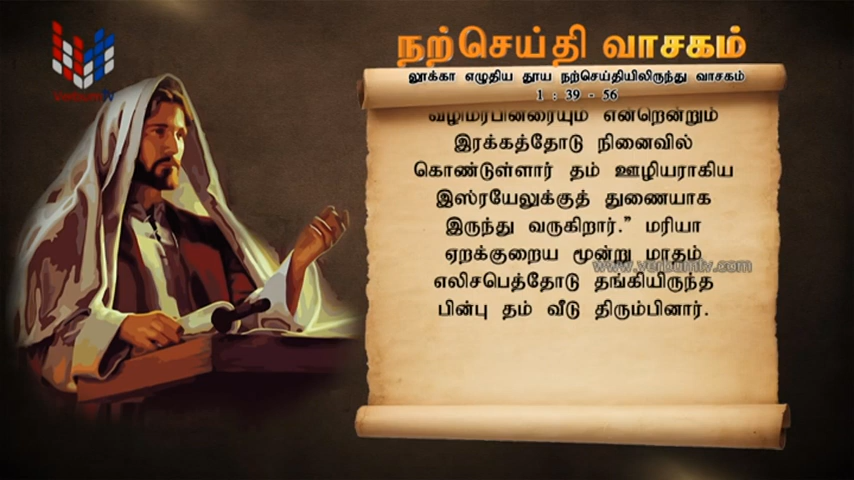 VerbumTv
நற்செய்தி வாசகம்
லூக்கா எழுதிய தூய நற்செய்தியிலிருந்து வாசகம்
1 : 39 - 56
வழிமரபினரையும் என்றென்றும்
இரக்கத்தோடு நினைவில்
கொண்டுள்ளார் தம் ஊழியராகிய
இஸ்ரயேலுக்குத் துணையாக
இருந்து வருகிறார்.” மரியா
ஏறக்குறைய மூன்று மாதம்
www.verbumtv.com
எலிசபெத்தோடு தங்கியிருந்த
பின்பு தம் வீடு திரும்பினார்.